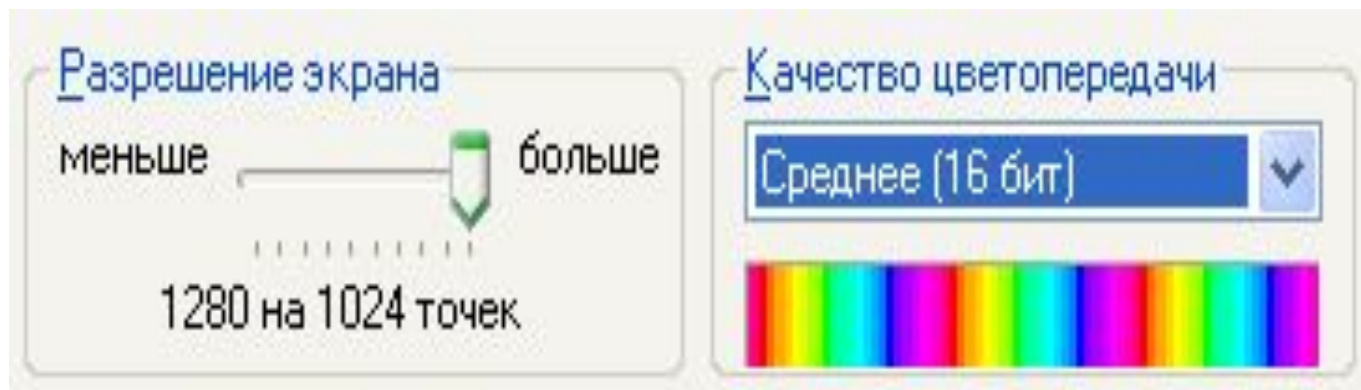 Разрешение экрана
меньше больше
1280 на 1024 точек
Качество цветопередачи
Среднее (16 бит)